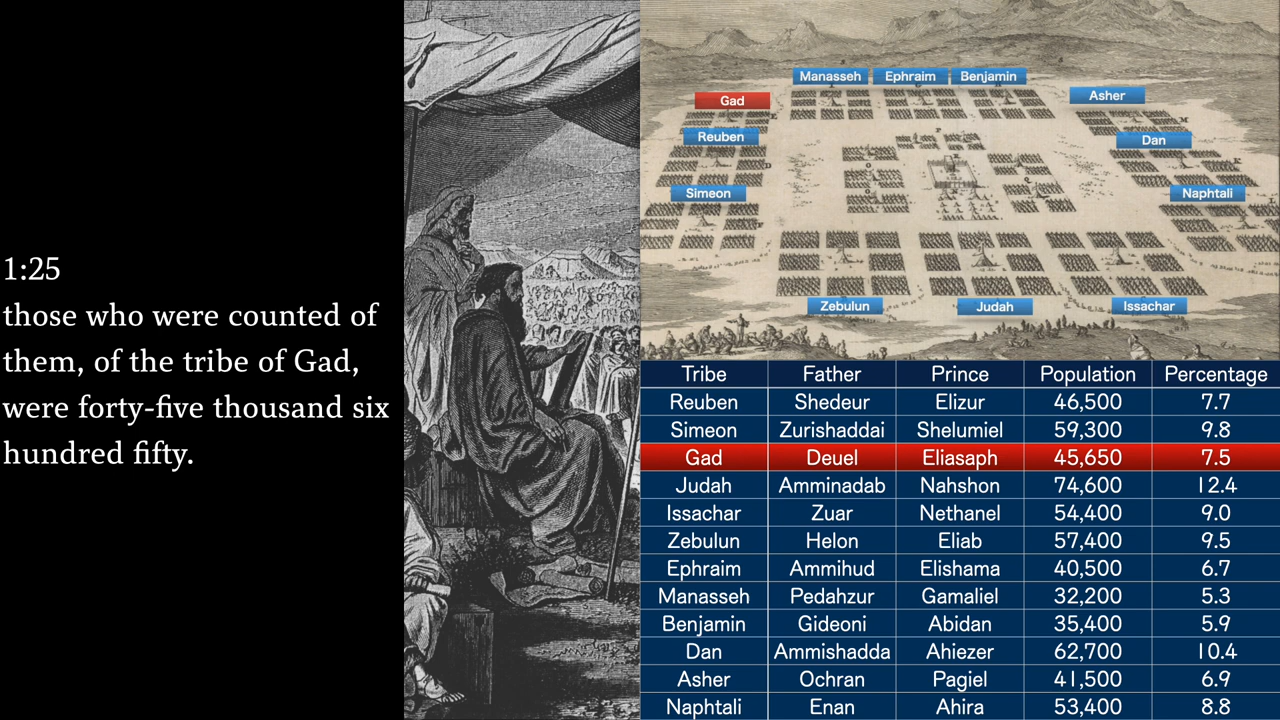 1:25
those who were counted of
them, of the tribe of Gad,
were forty-five thousand six
hundred fifty.
Manasseh Ephraim Benjamin
Gad Asher
Reuben Dan
Simeon Naphtali
Zebulun Judah Issachar
Tribe Father Prince Population Percentage
Reuben Shedeur Elizur 46,500 7.7
Simeon Zurishaddai Shelumiel 59,300 9.8
Gad Deuel Eliasaph 45,650 7.5
Judah Amminadab Nahshon 74,600 12.4
Issachar Zuar Nethanel 54,400 9.0
Zebulun Helon Eliab 57,400 9.5
Ephraim Ammihud Elishama 40,500 6.7
Manasseh Pedahzur Gamaliel 32,200 5.3
Benjamin Gideoni Abidan 35,400 5.9
Dan Ammishadda Ahiezer 62,700 10.4
Asher Ochran Pagiel 41,500 6.9
Naphtali Enan Ahira 53,400 8.8